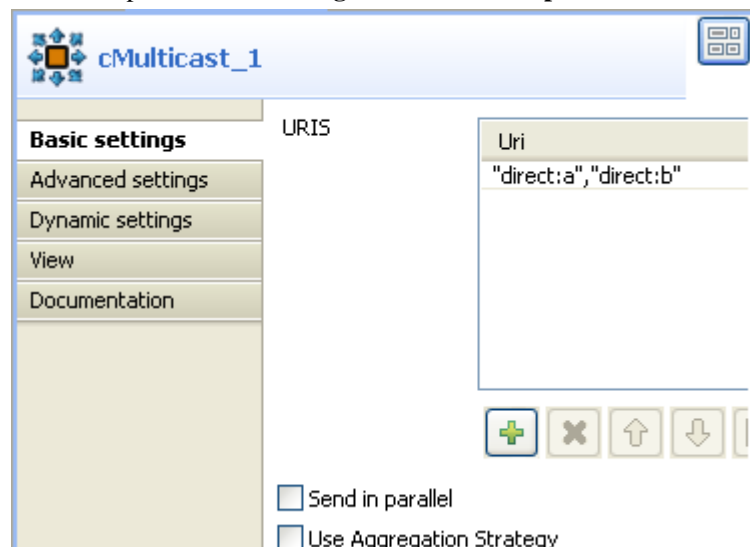 cMulticast_1
Basic settings
Advanced settings
Dynamic settings
View
Documentation
URIS
Uri
"direct:a","direct:b"
Send in parallel
Use Aggregation Strategy